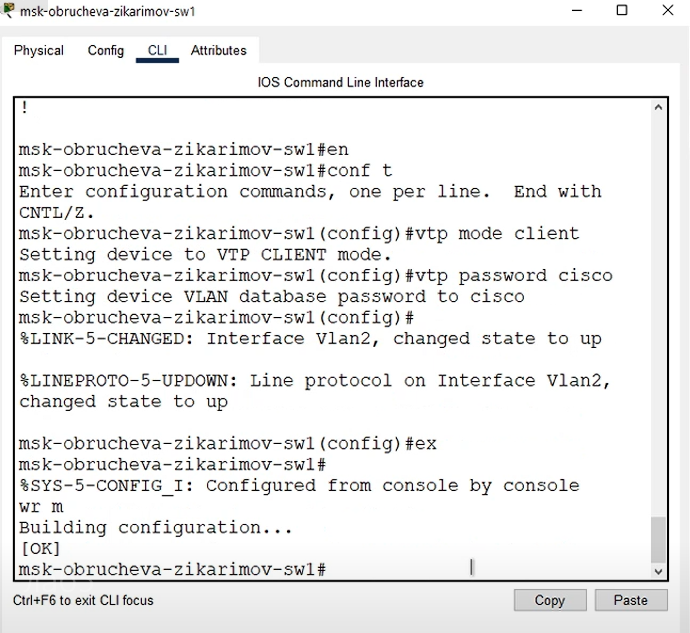 msk-obrucheva-zikarimov-sw1
Physical Config CLI Attributes
IOS Command Line Interface
!
msk-obrucheva-zikarimov-sw1#en
msk-obrucheva-zikarimov-sw1#conf t
Enter configuration commands, one per line.  End with
CNTL/Z.
msk-obrucheva-zikarimov-sw1(config)#vtp mode client
Setting device to VTP CLIENT mode.
msk-obrucheva-zikarimov-sw1(config)#vtp password cisco
Setting device VLAN database password to cisco
msk-obrucheva-zikarimov-sw1(config)#
%LINK-5-CHANGED: Interface Vlan2, changed state to up
%LINEPROTO-5-UPDOWN: Line protocol on Interface Vlan2,
changed state to up
msk-obrucheva-zikarimov-sw1(config)#ex
msk-obrucheva-zikarimov-sw1#
%SYS-5-CONFIG_I: Configured from console by console
wr m
Building configuration...
[OK]
msk-obrucheva-zikarimov-sw1#
Ctrl+F6 to exit CLI focus Copy Paste